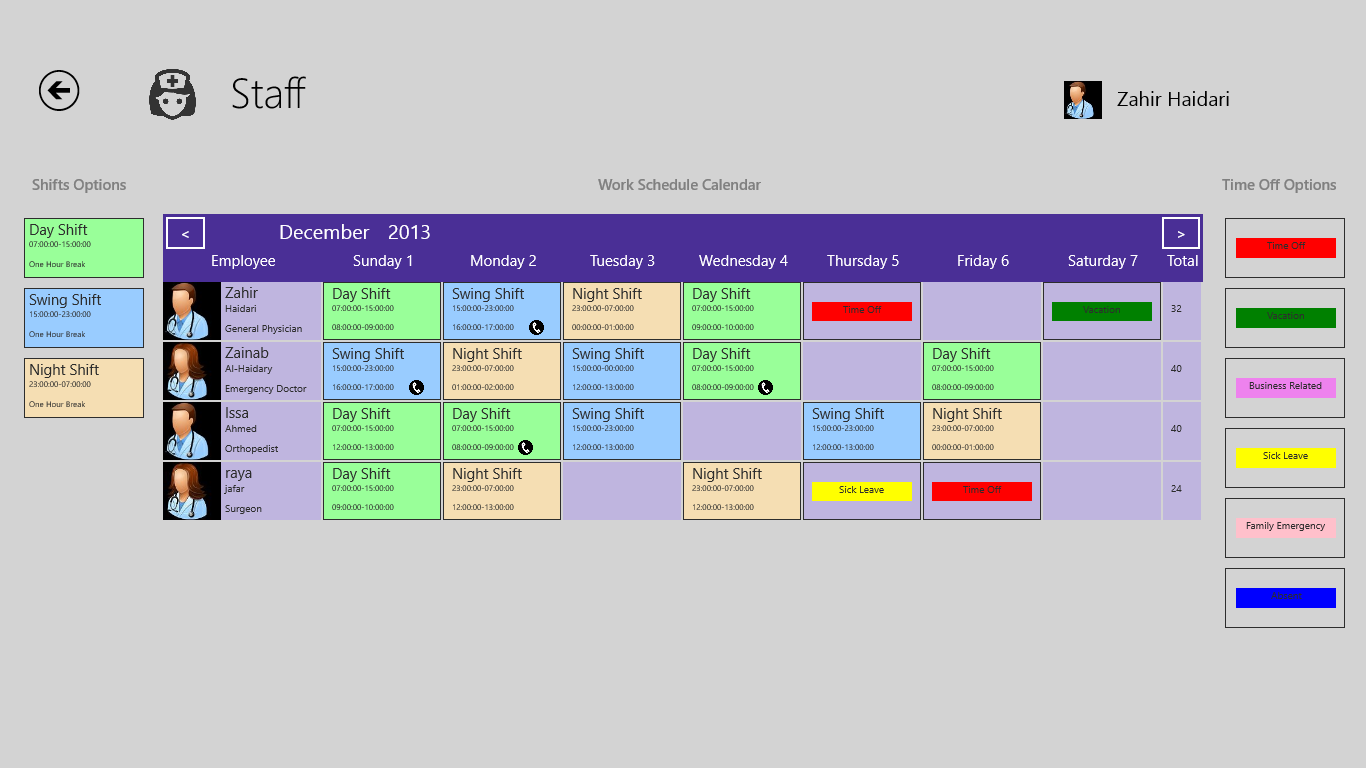 Staff
Zahir Haidari
Shifts Options
Work Schedule Calendar
Time Off Options
Day Shift
07:00:00-15:00:00
One Hour Break
Swing Shift
15:00:00-23:00:00
One Hour Break
Night Shift
23:00:00-07:00:00
One Hour Break
< December 2013 >
Employee Sunday 1 Monday 2 Tuesday 3 Wednesday 4 Thursday 5 Friday 6 Saturday 7 Total
Zahir Day Shift Swing Shift Night Shift Day Shift
Haidari 07:00:00-15:00:00 15:00:00-23:00:00 23:00:00-07:00:00 07:00:00-15:00:00 Time Off Vacation 32
General Physician 08:00:00-09:00:00 16:00:00-17:00:00 00:00:00-01:00:00 09:00:00-10:00:00
Zainab Swing Shift Night Shift Swing Shift Day Shift Day Shift
Al-Haidary 15:00:00-23:00:00 23:00:00-07:00:00 15:00:00-00:00:00 07:00:00-15:00:00 07:00:00-15:00:00 40
Emergency Doctor 16:00:00-17:00:00 01:00:00-02:00:00 12:00:00-13:00:00 08:00:00-09:00:00 08:00:00-09:00:00
Issa Day Shift Day Shift Swing Shift Swing Shift Night Shift
Ahmed 07:00:00-15:00:00 07:00:00-15:00:00 15:00:00-23:00:00 15:00:00-23:00:00 23:00:00-07:00:00 40
Orthopedist 12:00:00-13:00:00 08:00:00-09:00:00 12:00:00-13:00:00 12:00:00-13:00:00 00:00:00-01:00:00
raya Day Shift Night Shift Night Shift
jafar 07:00:00-15:00:00 23:00:00-07:00:00 23:00:00-07:00:00 Sick Leave Time Off 24
Surgeon 09:00:00-10:00:00 12:00:00-13:00:00 12:00:00-13:00:00
Time Off
Vacation
Business Related
Sick Leave
Family Emergency
Absent